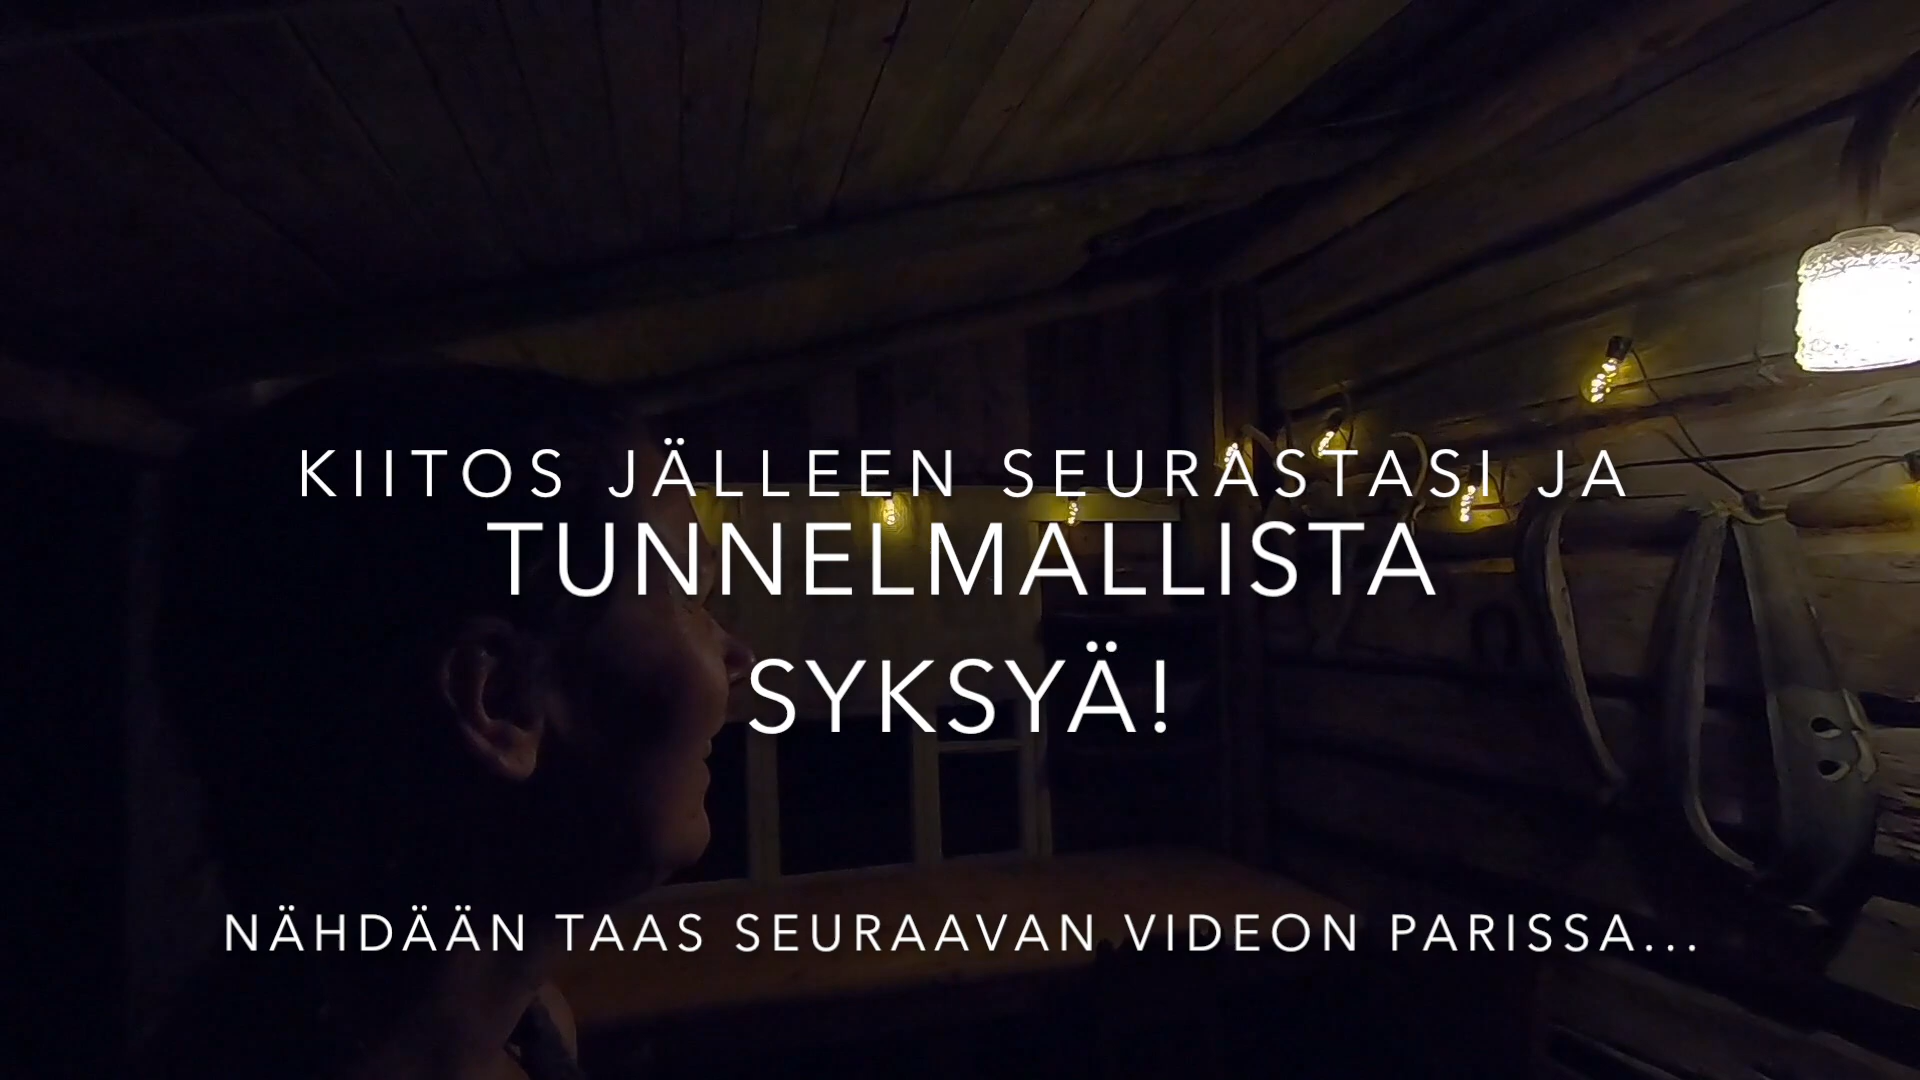 KIITOS JÄLLEEN SEURASTASI JA
TUNNELMALLISTA
SYKSYÄ!
NÄHDÄÄN TAAS SEURAAVAN VIDEON PARISSA...